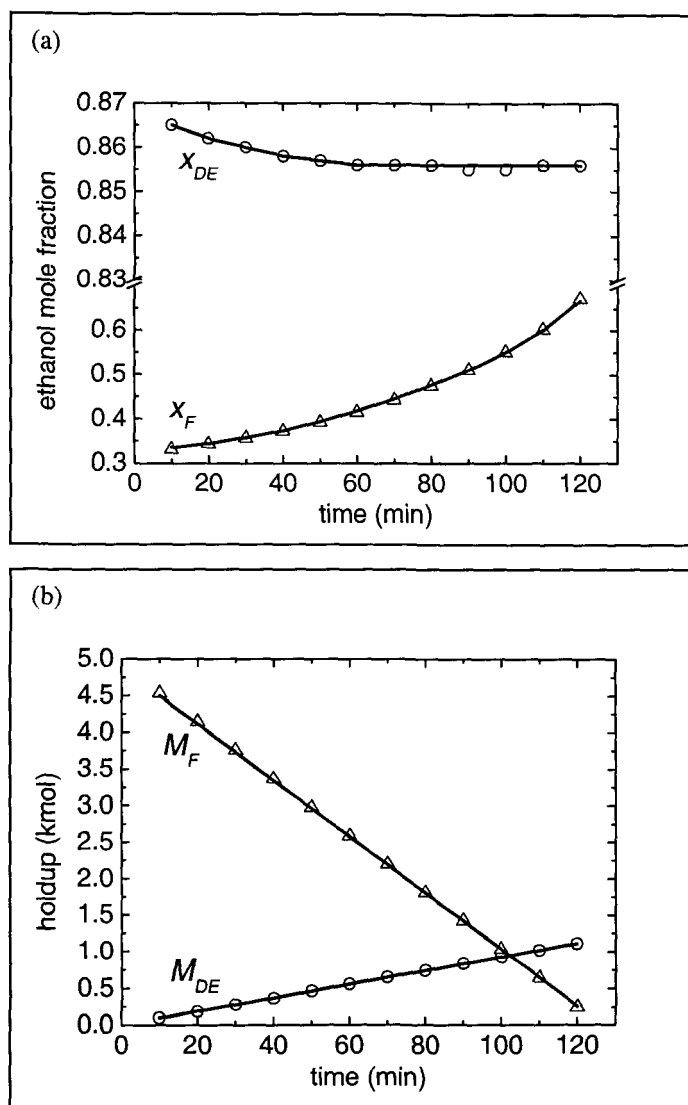 (a)
0.87
0.86
0.85
0.84
0.83
0.6
0.5
0.4
0.3
ethanol mole fraction
x_DE
x_F
0 20 40 60 80 100 120
time (min)
(b)
5.0
4.5
4.0
3.5
3.0
2.5
2.0
1.5
1.0
0.5
0.0
holdup (kmol)
M_F
M_DE
0 20 40 60 80 100 120
time (min)